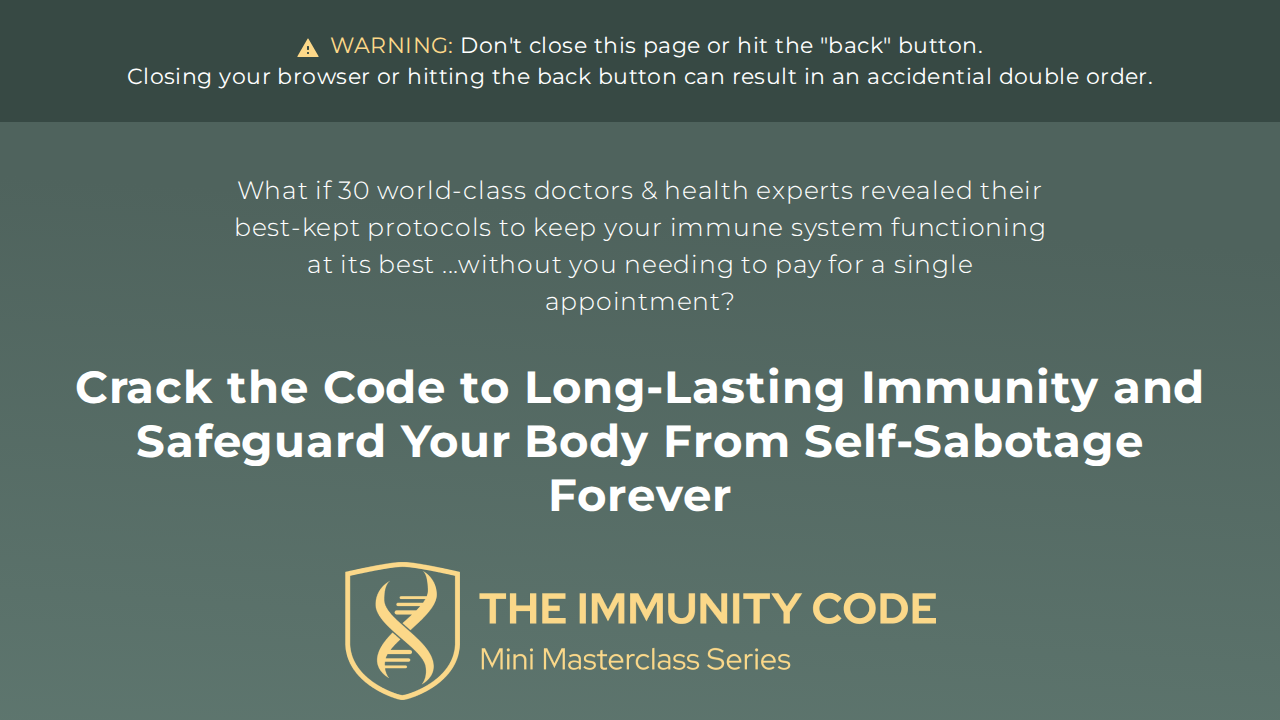 WARNING: Don't close this page or hit the "back" button.
Closing your browser or hitting the back button can result in an accidential double order.
What if 30 world-class doctors & health experts revealed their
best-kept protocols to keep your immune system functioning
at its best ...without you needing to pay for a single
appointment?
Crack the Code to Long-Lasting Immunity and
Safeguard Your Body From Self-Sabotage
Forever
THE IMMUNITY CODE
Mini Masterclass Series